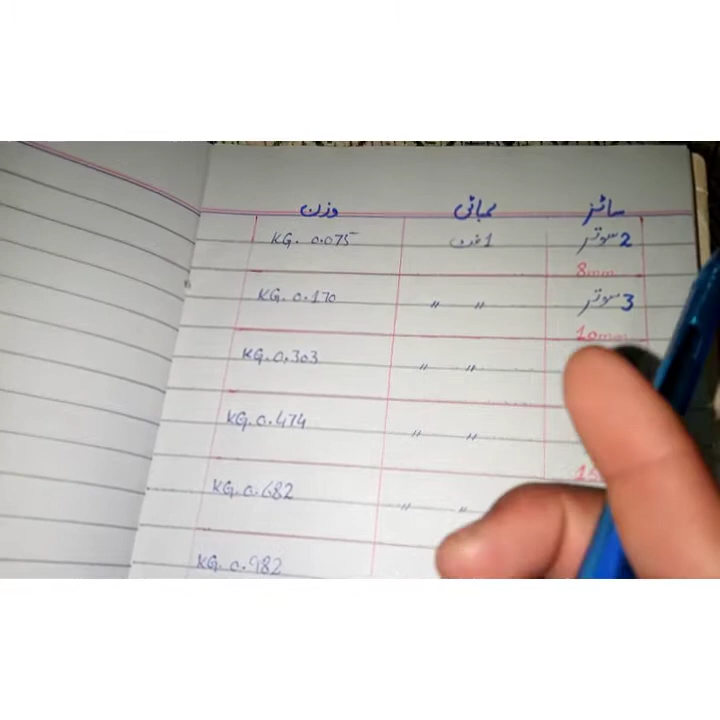 سائز لمبائی وزن
2 سوتر 1 فٹ KG. 0.075
8mm
3 سوتر " " KG. 0.170
10mm
" " KG. 0.303
" " KG. 0.474
15
" " KG. 0.682
KG. 0.982